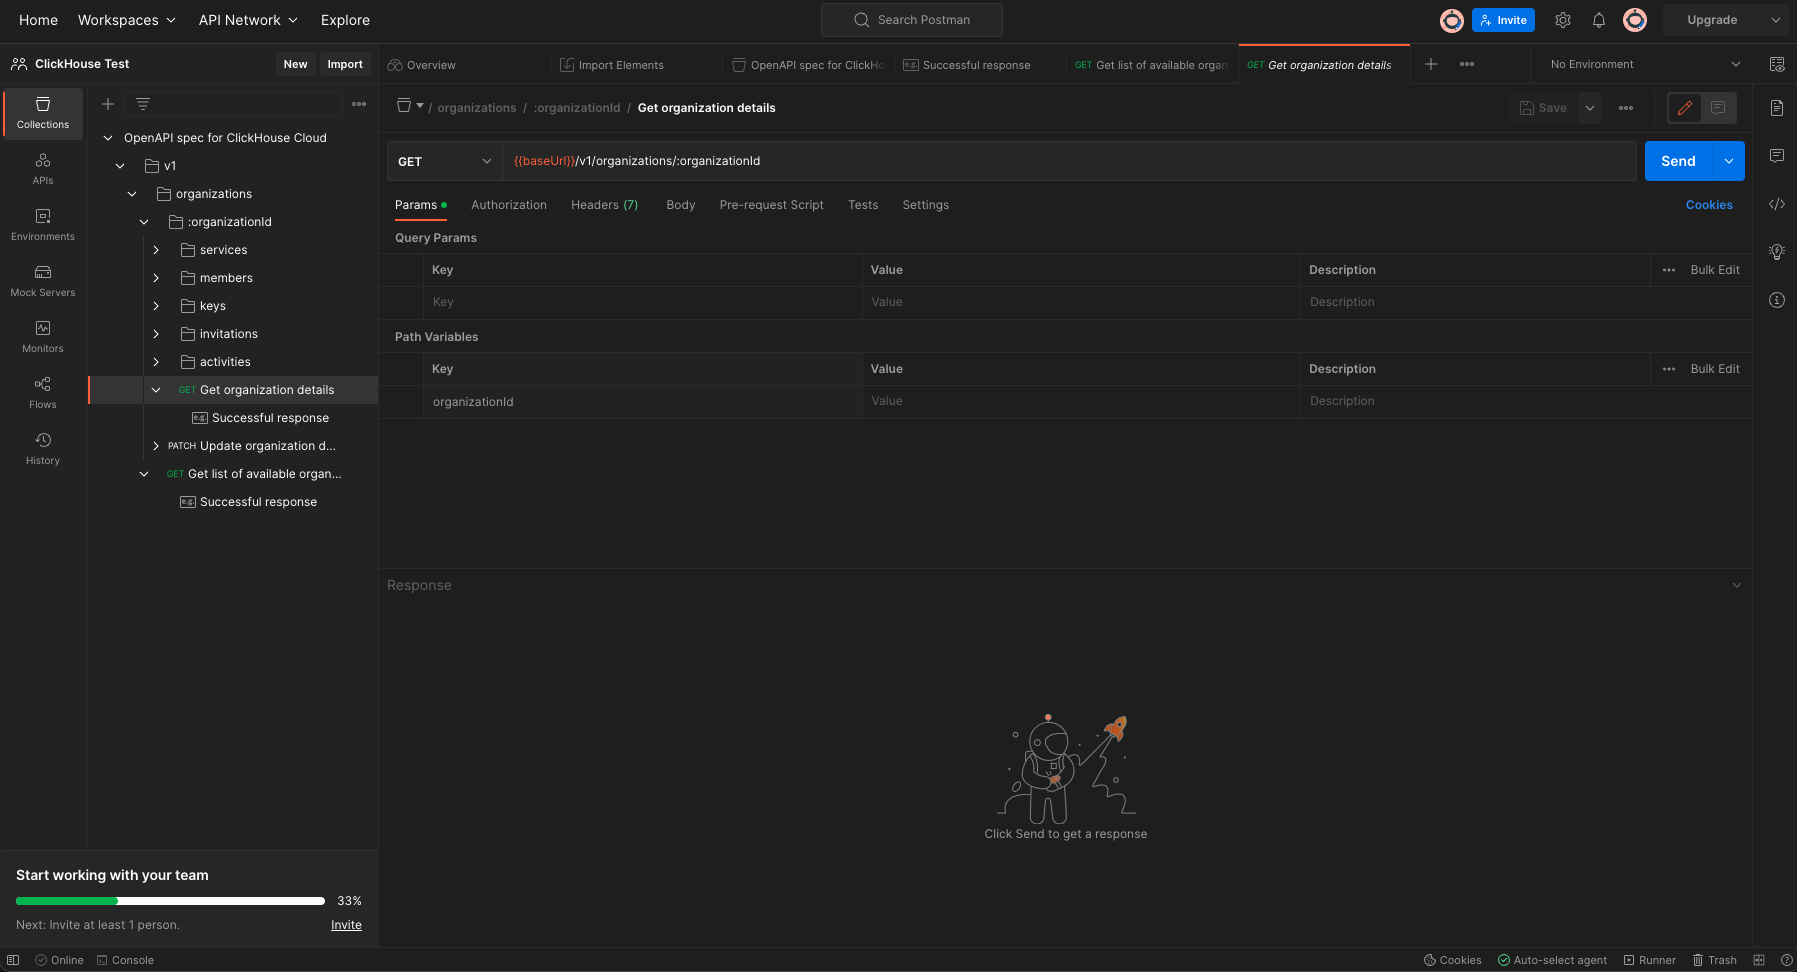 Home Workspaces API Network Explore Search Postman Invite Upgrade
ClickHouse Test New Import Overview Import Elements OpenAPI spec for ClickHo GET Get list of available organ GET Get organization details No Environment
e.g. Successful response
Collections
APIs
Environments
Mock Servers
Monitors
Flows
History
OpenAPI spec for ClickHouse Cloud
v1
organizations
:organizationId
services
members
keys
invitations
activities
GET Get organization details
e.g. Successful response
PATCH Update organization d...
GET Get list of available organ...
e.g. Successful response
/ organizations / :organizationId / Get organization details Save
GET {{baseUrl}}/v1/organizations/:organizationId Send
Params Authorization Headers (7) Body Pre-request Script Tests Settings Cookies
Query Params
Key Value Description Bulk Edit
Key Value Description
Path Variables
Key Value Description Bulk Edit
organizationId Value Description
Response
Click Send to get a response
Start working with your team
33%
Next: Invite at least 1 person. Invite
Online Console Cookies Auto-select agent Runner Trash